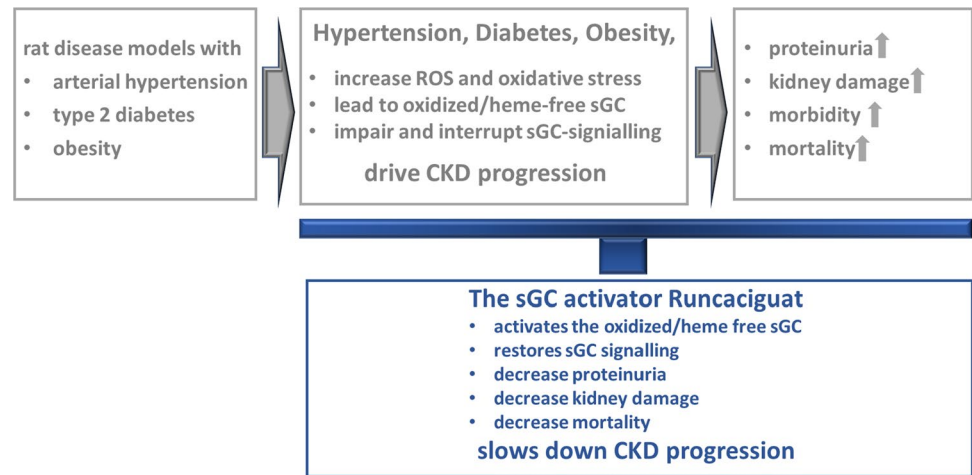 rat disease models with
• arterial hypertension
• type 2 diabetes
• obesity
Hypertension, Diabetes, Obesity,
• increase ROS and oxidative stress
• lead to oxidized/heme-free sGC
• impair and interrupt sGC-signialling
drive CKD progression
• proteinuria
• kidney damage
• morbidity
• mortality
The sGC activator Runcaciguat
• activates the oxidized/heme free sGC
• restores sGC signalling
• decrease proteinuria
• decrease kidney damage
• decrease mortality
slows down CKD progression